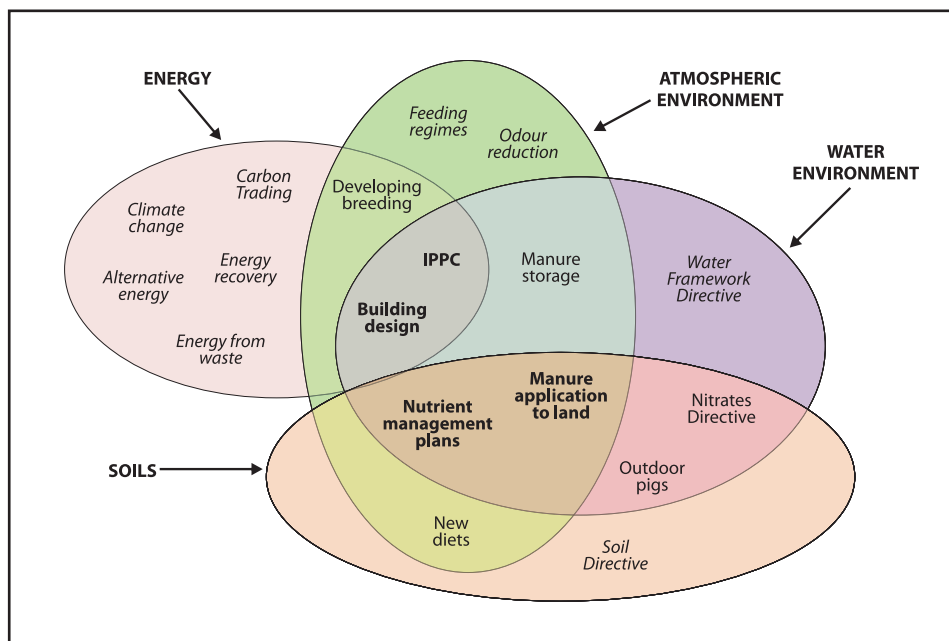 ENERGY
ATMOSPHERIC
ENVIRONMENT
WATER
ENVIRONMENT
Feeding
regimes
Odour
reduction
Carbon
Trading
Developing
breeding
Climate
change
IPPC
Manure
storage
Water
Framework
Directive
Energy
recovery
Alternative
energy
Building
design
Energy from
waste
Manure
application
to land
Nutrient
management
plans
Nitrates
Directive
SOILS
Outdoor
pigs
New
diets
Soil
Directive